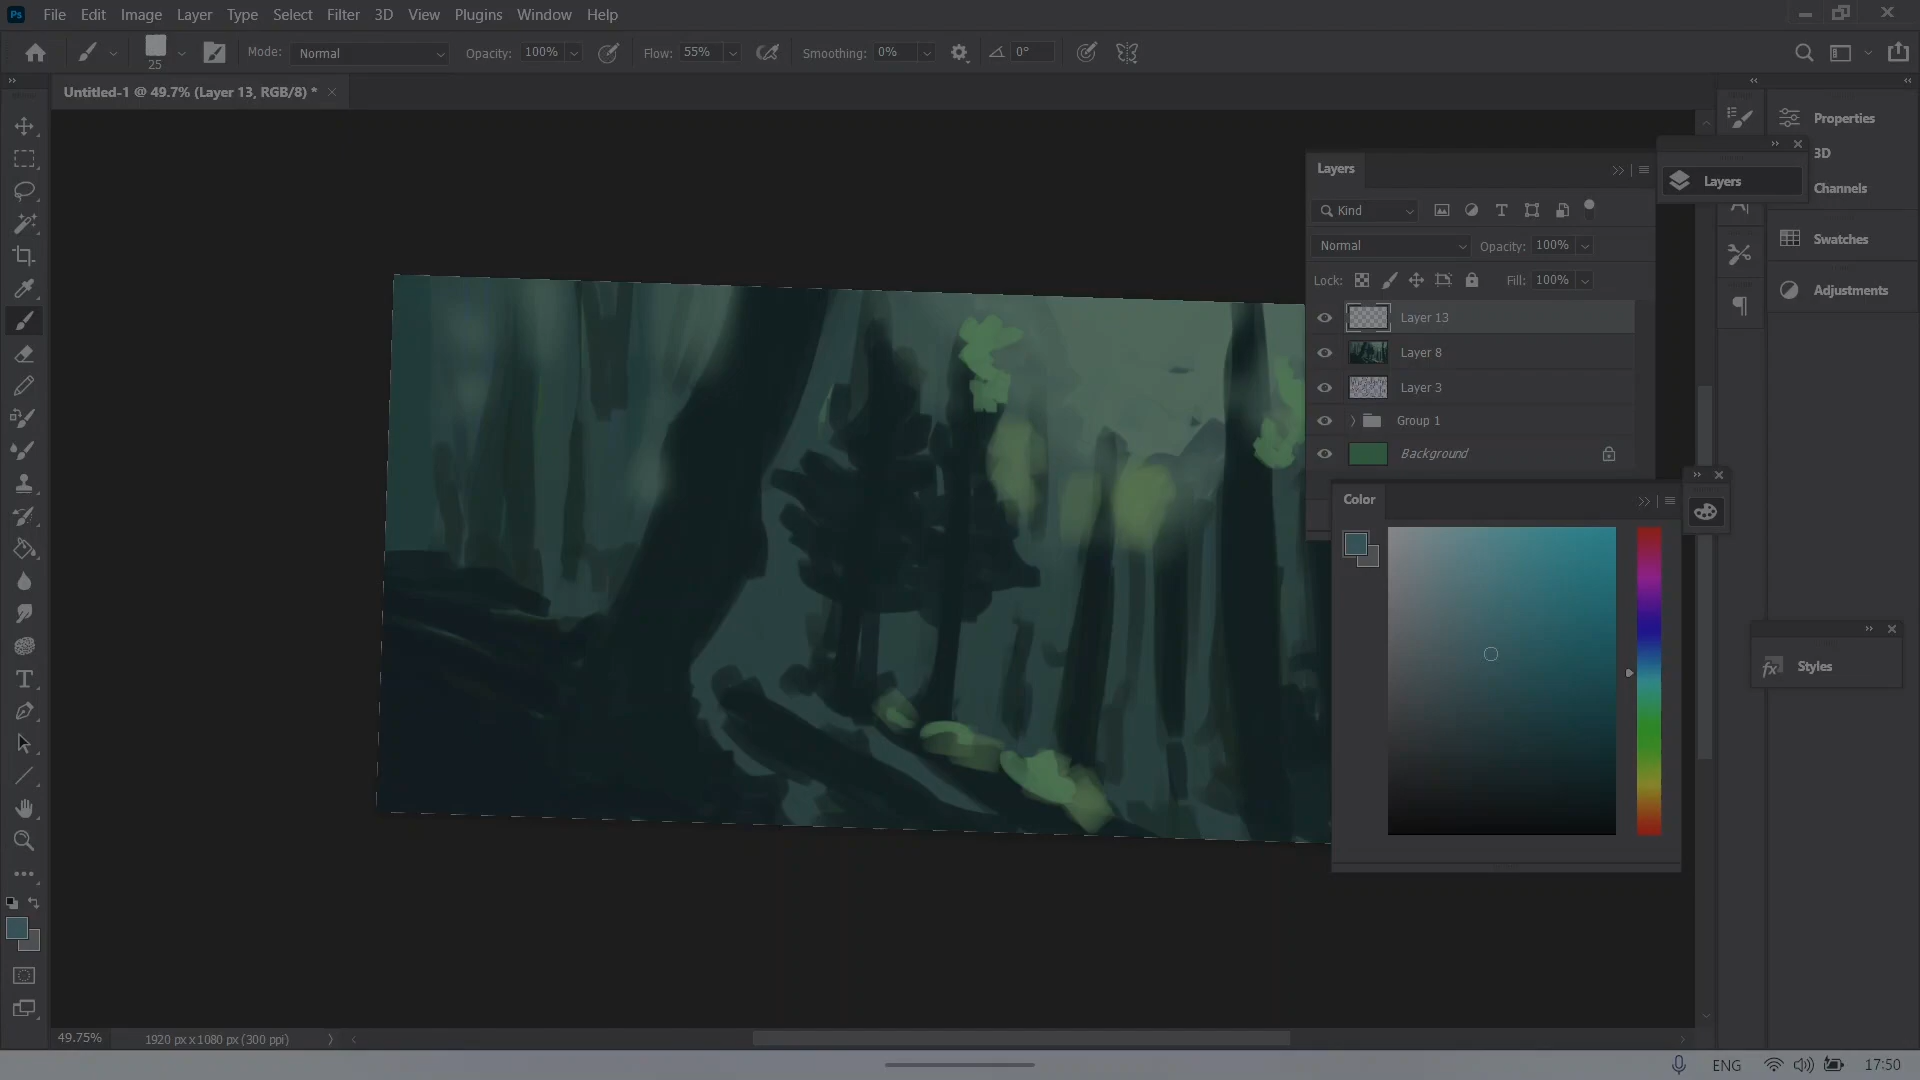 Ps File Edit Image Layer Type Select Filter 3D View Plugins Window Help
25 Mode: Normal Opacity: 100% Flow: 55% Smoothing: 0% 0°
Untitled-1 @ 49.7% (Layer 13, RGB/8) *
Properties
3D
Channels
Swatches
Adjustments
Layers
Layers
Kind
Normal Opacity: 100%
Lock: Fill: 100%
Layer 13
Layer 8
Layer 3
Group 1
Background
Color
fx Styles
49.75% 1920 px x 1080 px (300 ppi)
ENG 17:50